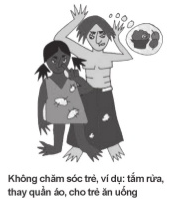 Không chăm sóc trẻ, ví dụ: tắm rửa,
thay quần áo, cho trẻ ăn uống